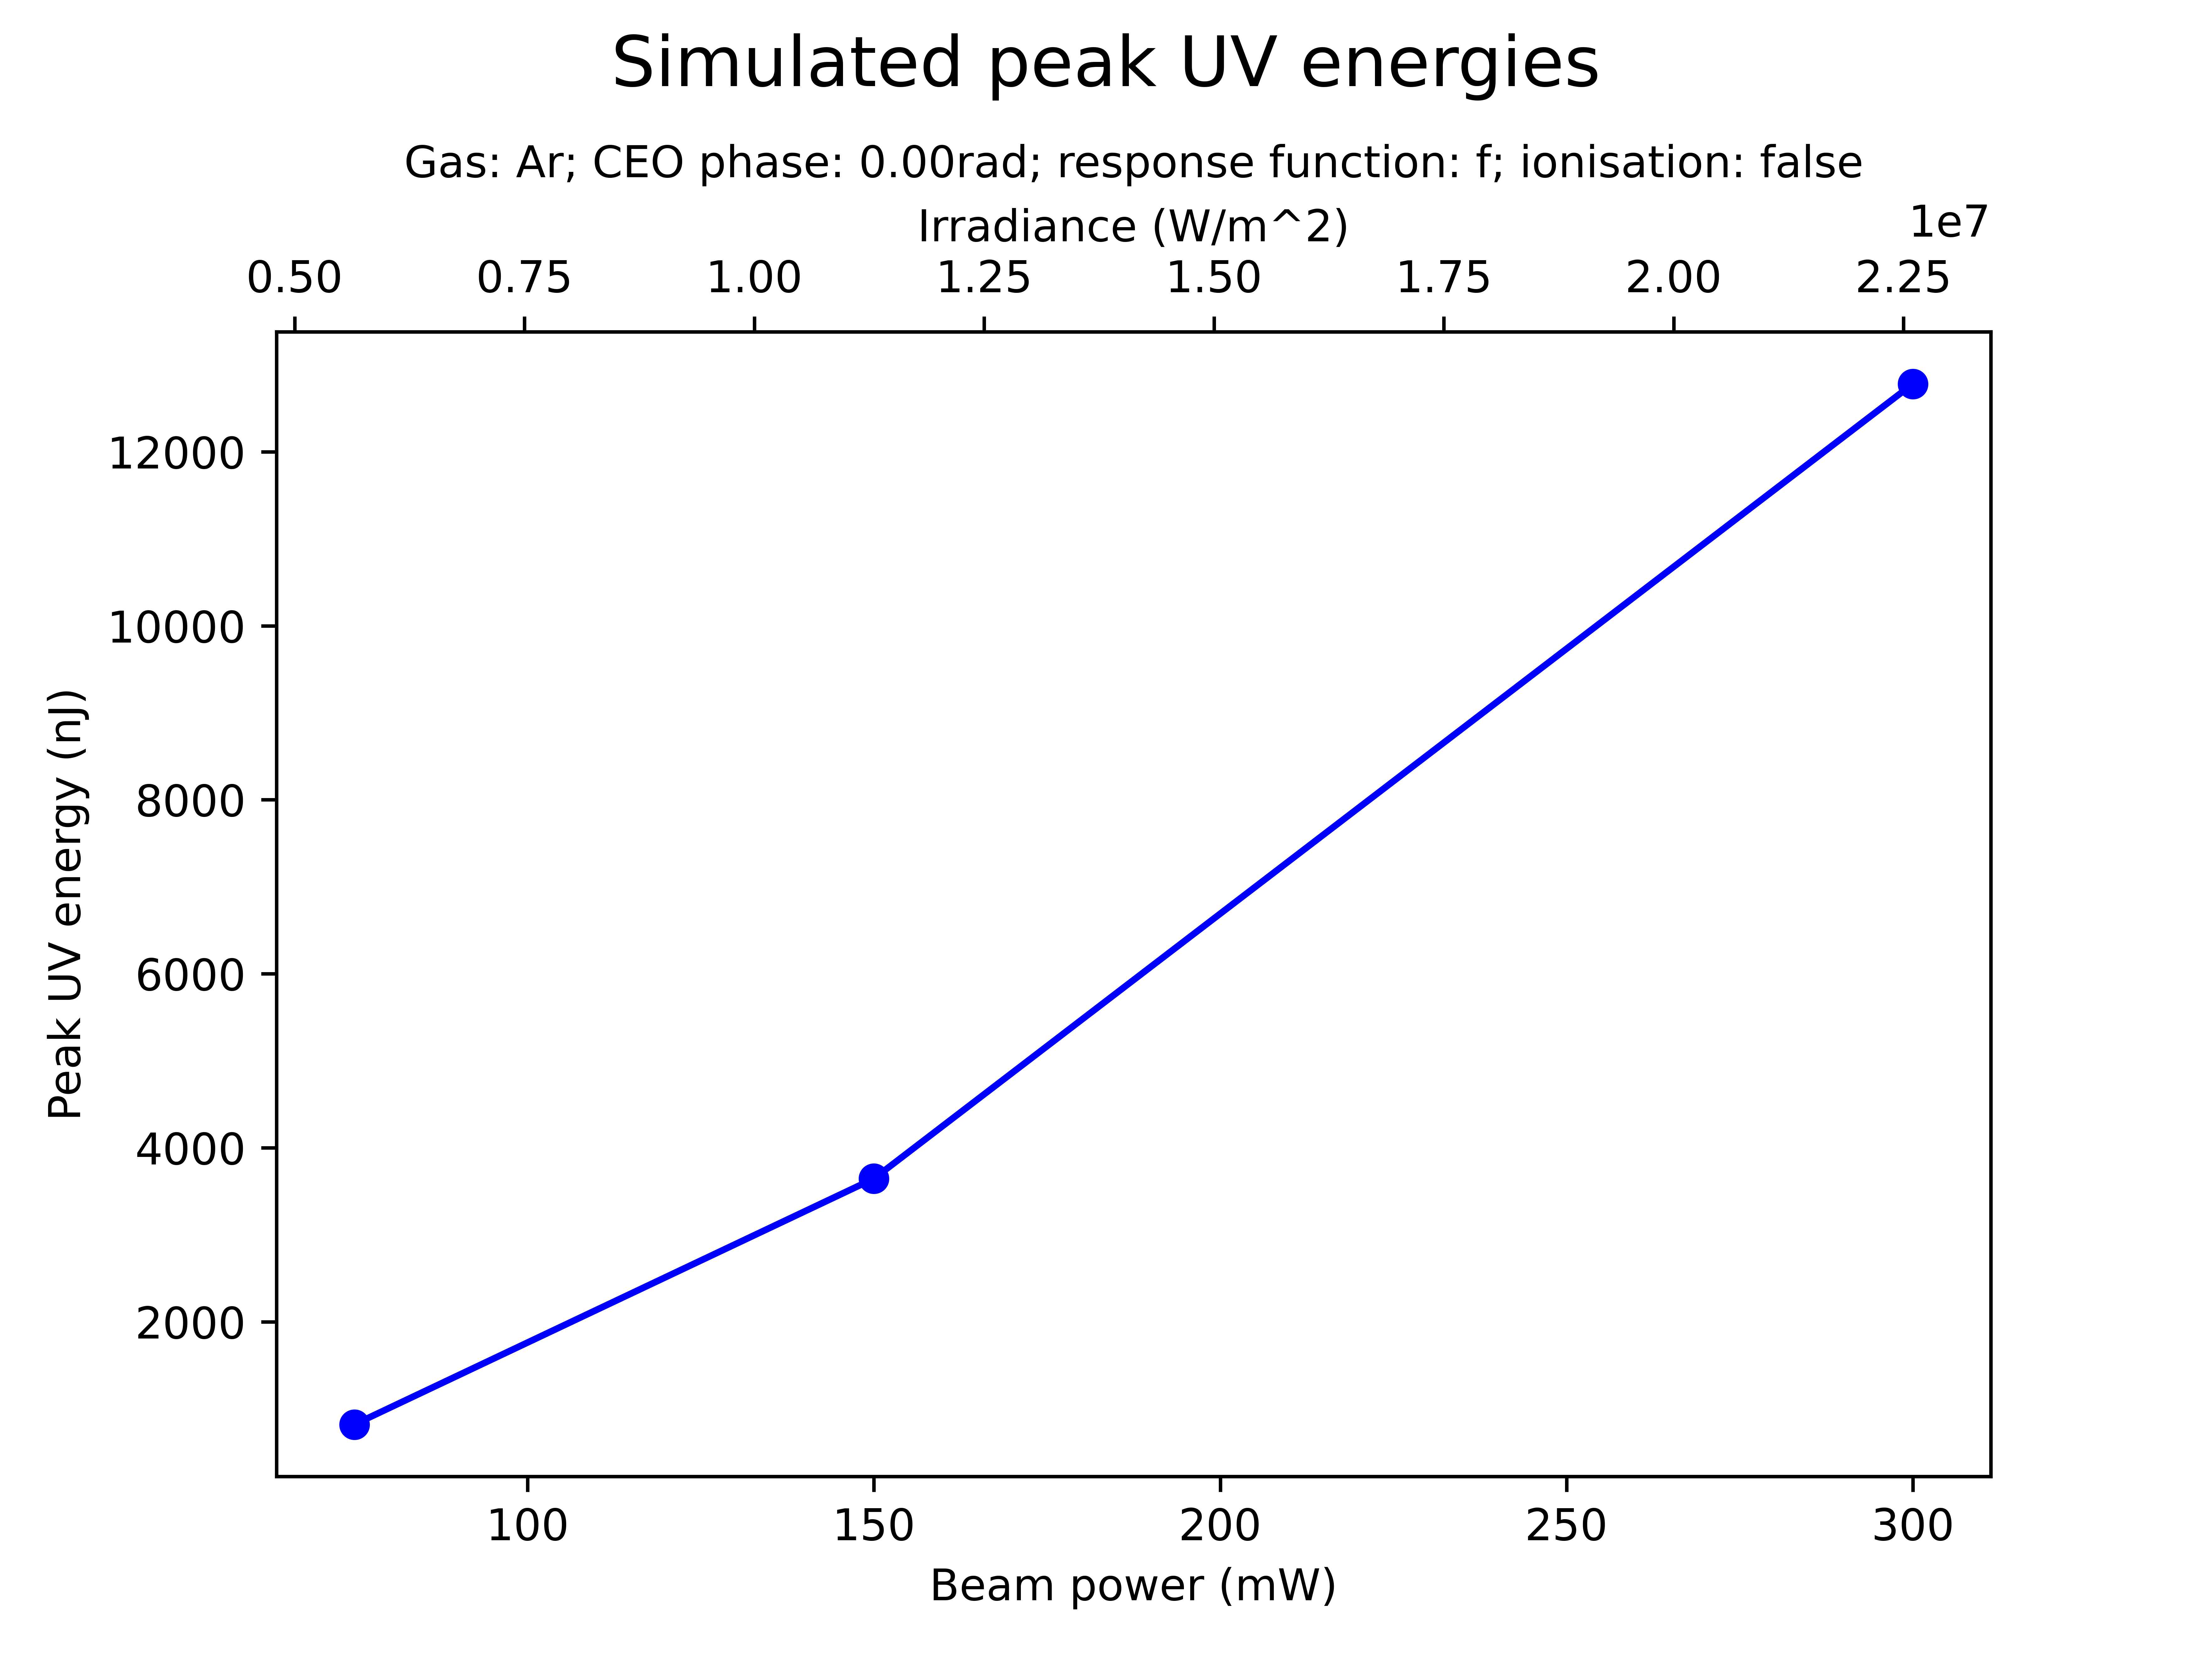 Simulated peak UV energies
Gas: Ar; CEO phase: 0.00rad; response function: f; ionisation: false
Irradiance (W/m^2)
1e7
0.50 0.75 1.00 1.25 1.50 1.75 2.00 2.25
12000
10000
8000
6000
4000
2000
Peak UV energy (nJ)
100 150 200 250 300
Beam power (mW)